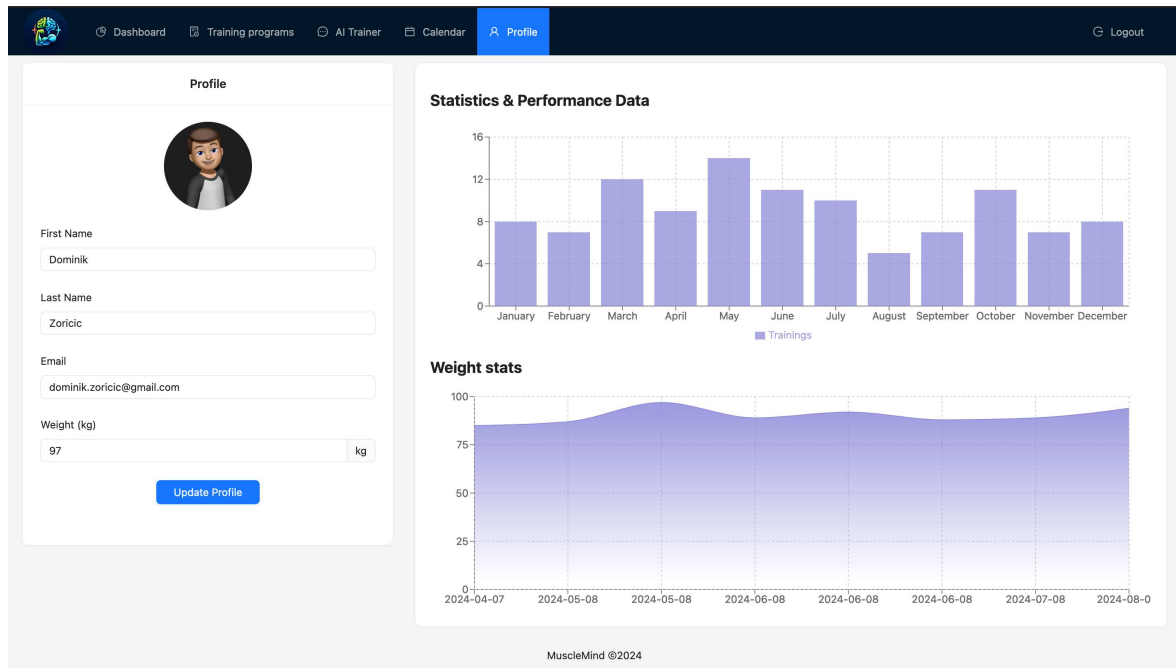 Dashboard Training programs AI Trainer Calendar Profile Logout
Profile
First Name
Dominik
Last Name
Zoricic
Email
dominik.zoricic@gmail.com
Weight (kg)
97 kg
Update Profile
Statistics & Performance Data
16
12
8
4
0
January February March April May June July August September October November December
Trainings
Weight stats
100
75
50
25
0
2024-04-07 2024-05-08 2024-05-08 2024-06-08 2024-06-08 2024-06-08 2024-07-08 2024-08-0
MuscleMind ©2024